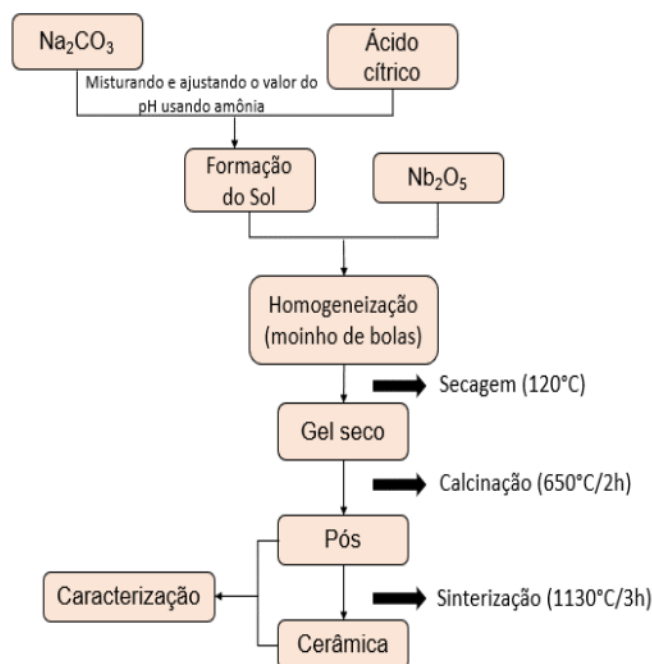 Na₂CO₃
Ácido
cítrico
Misturando e ajustando o valor do
pH usando amônia
Formação
do Sol
Nb₂O₅
Homogeneização
(moinho de bolas)
Secagem (120°C)
Gel seco
Calcinação (650°C/2h)
Pós
Caracterização
Sinterização (1130°C/3h)
Cerâmica